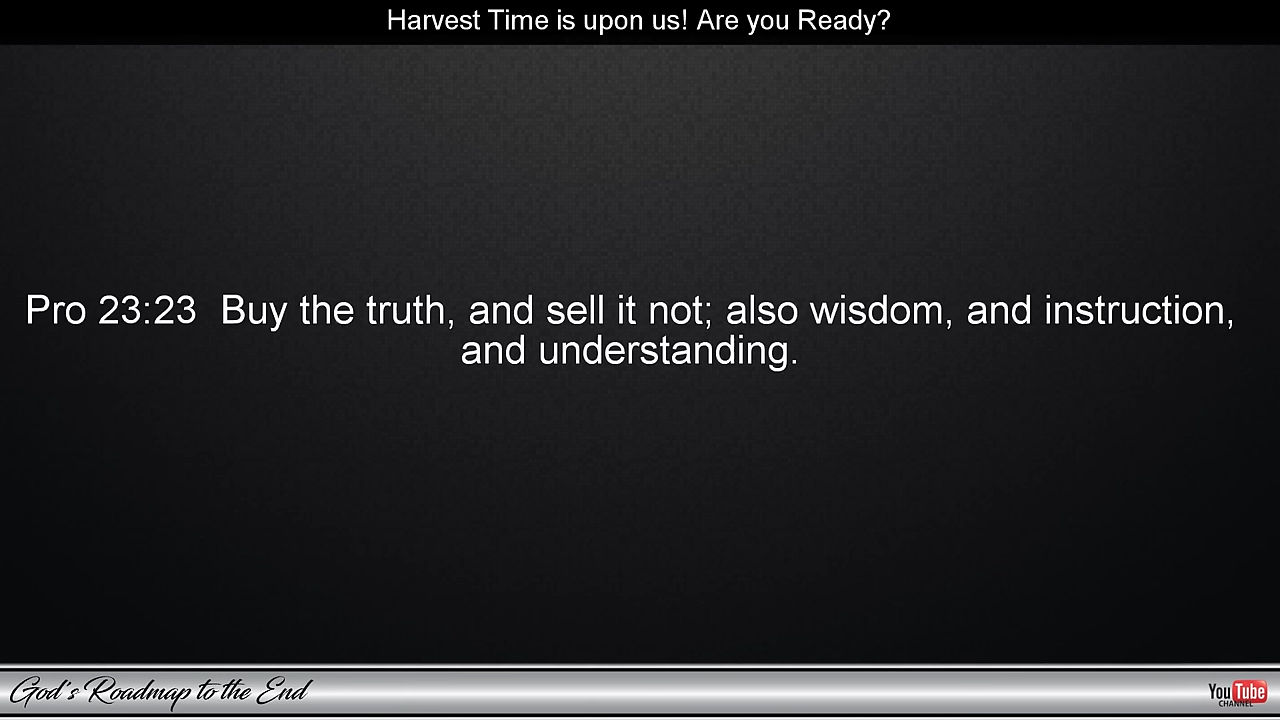 Harvest Time is upon us! Are you Ready?
Pro 23:23  Buy the truth, and sell it not; also wisdom, and instruction,
and understanding.
God's Roadmap to the End
YouTube
CHANNEL